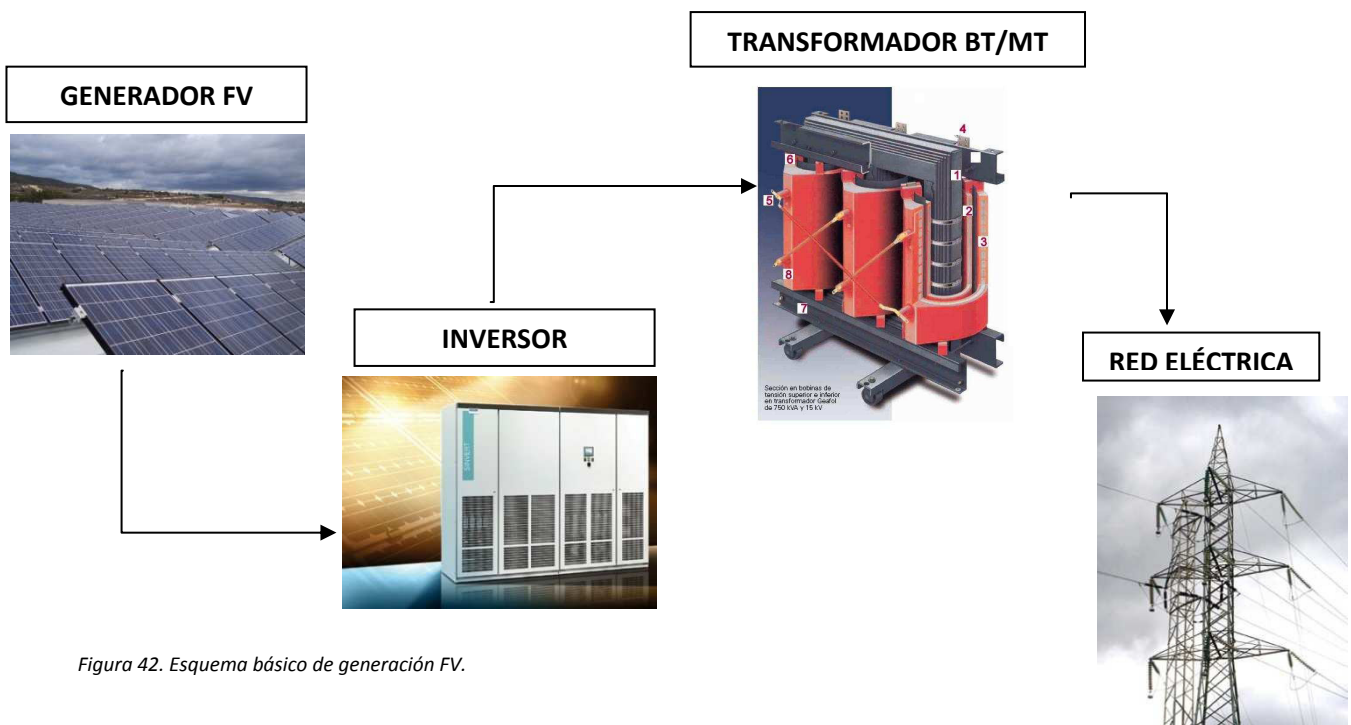 TRANSFORMADOR BT/MT
GENERADOR FV
4
6
1
5
2
3
8
7
Sección en bobinas de
tensión superior e inferior
en transformador Geafol
de 750 kVA y 15 kV
INVERSOR
SINVERT
RED ELÉCTRICA
Figura 42. Esquema básico de generación FV.